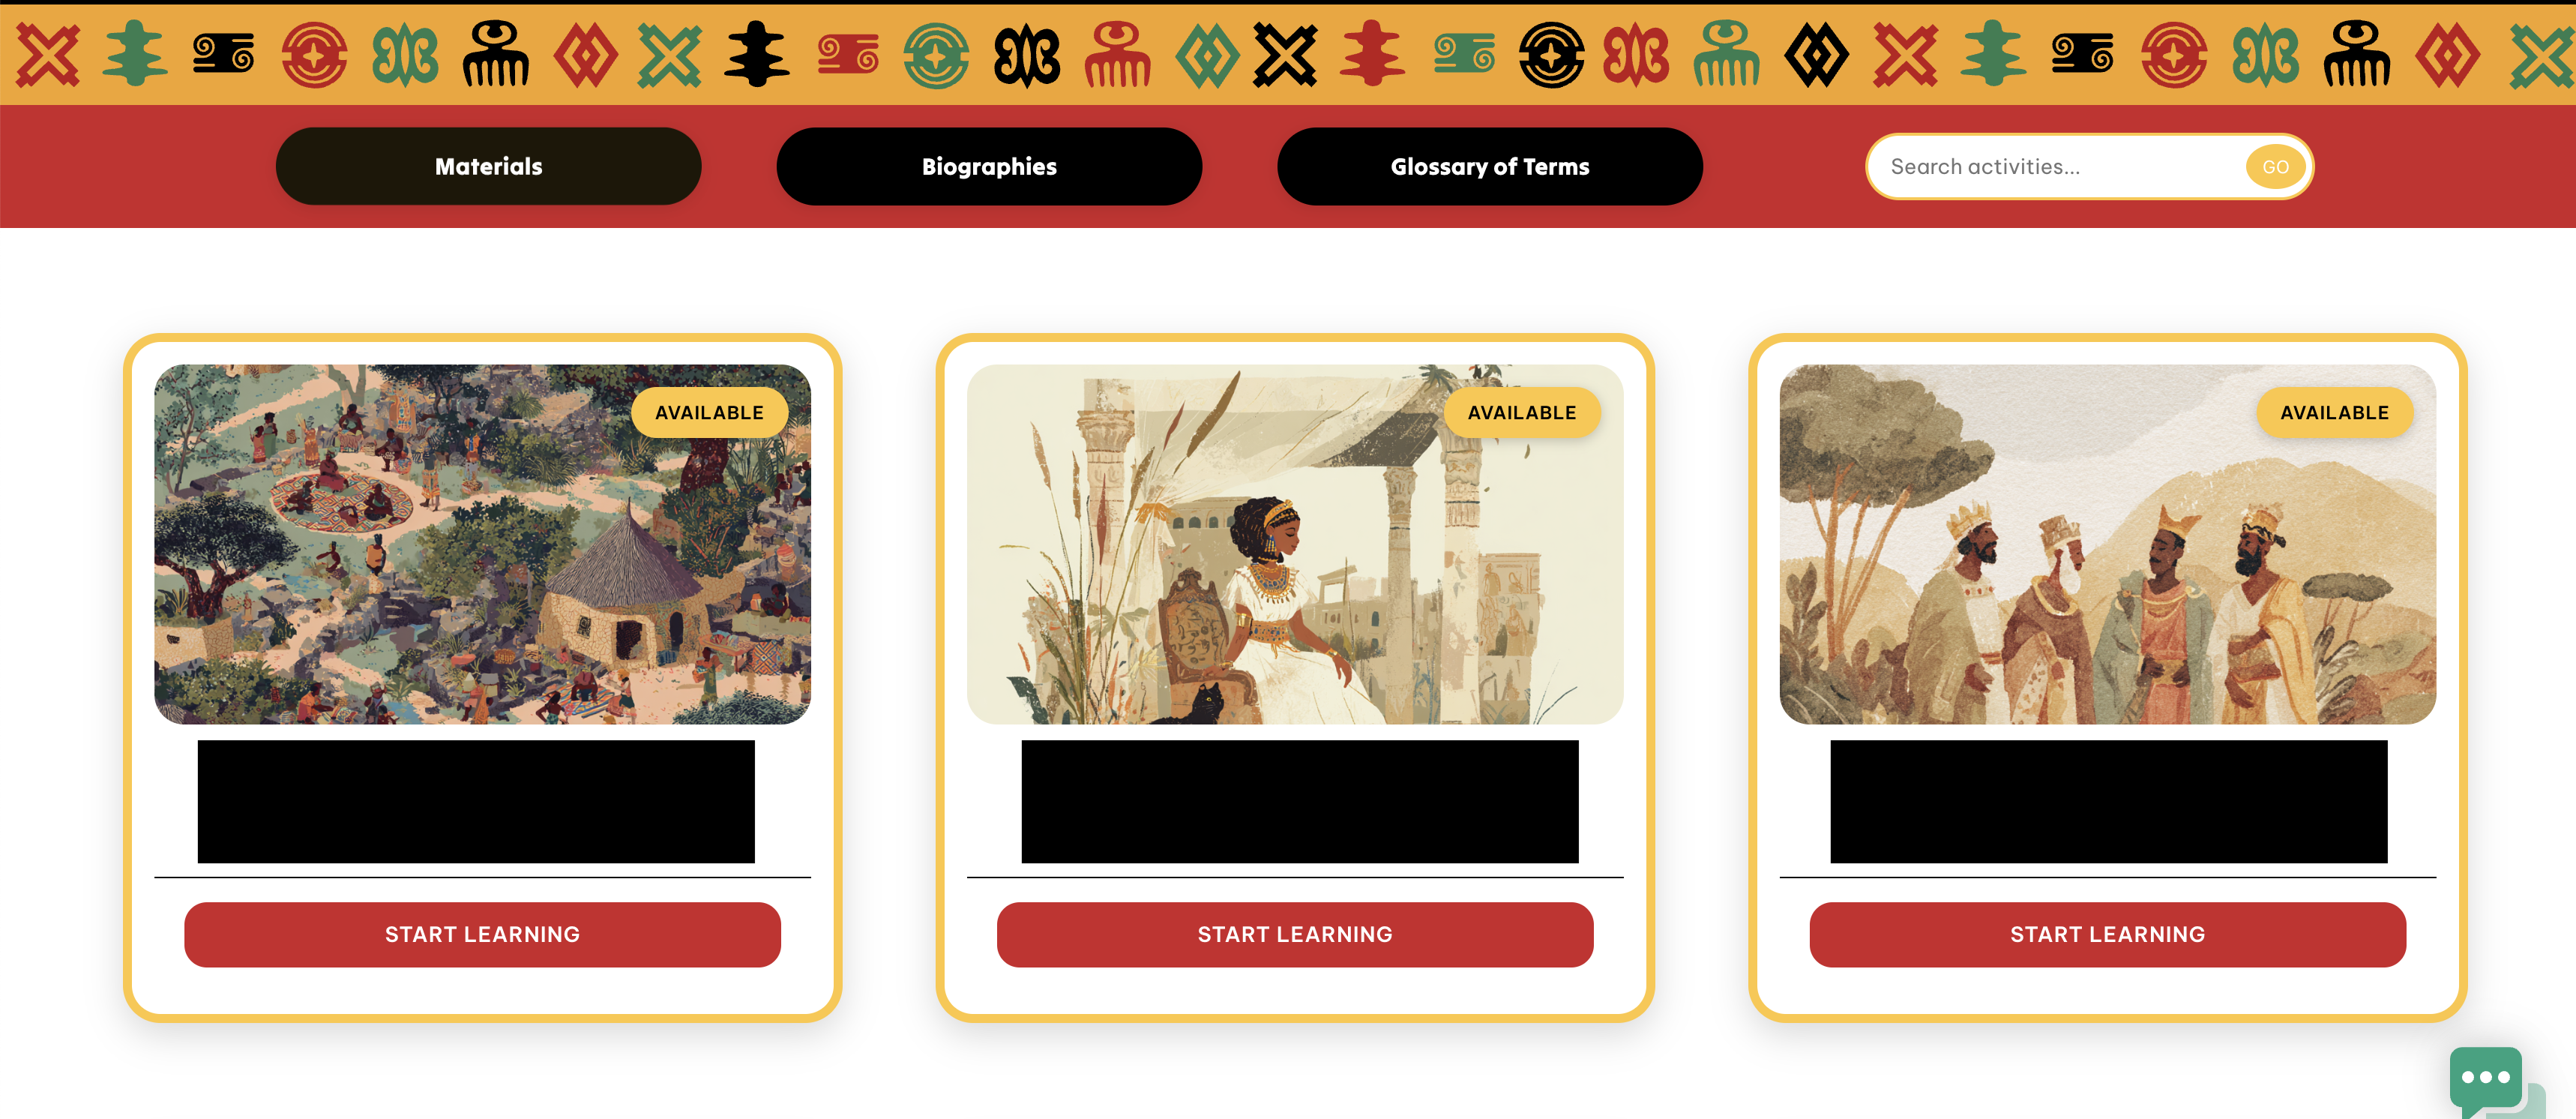 Materials
Biographies
Glossary of Terms
Search activities...
GO
AVAILABLE
AVAILABLE
AVAILABLE
START LEARNING
START LEARNING
START LEARNING